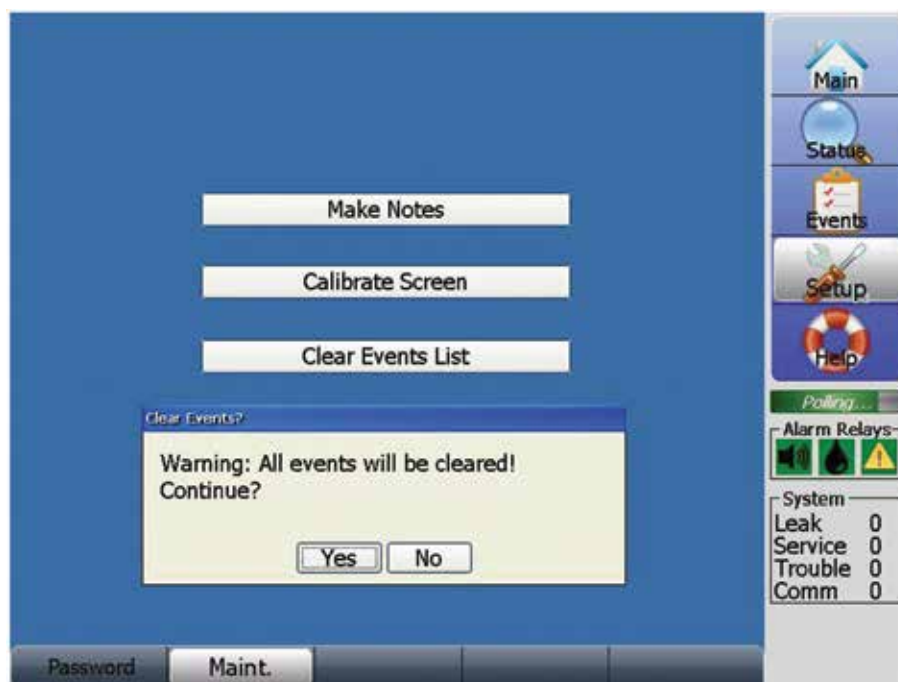 Make Notes
Calibrate Screen
Clear Events List
Clear Events?
Warning: All events will be cleared!
Continue?
Yes No
Password Maint.
Main
Status
Events
Setup
Help
Polling...
Alarm Relays
System
Leak 0
Service 0
Trouble 0
Comm 0